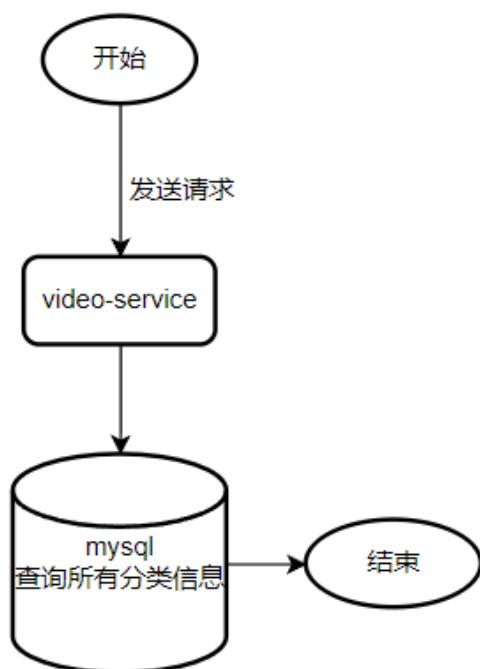 开始
发送请求
video-service
mysql
查询所有分类信息
结束